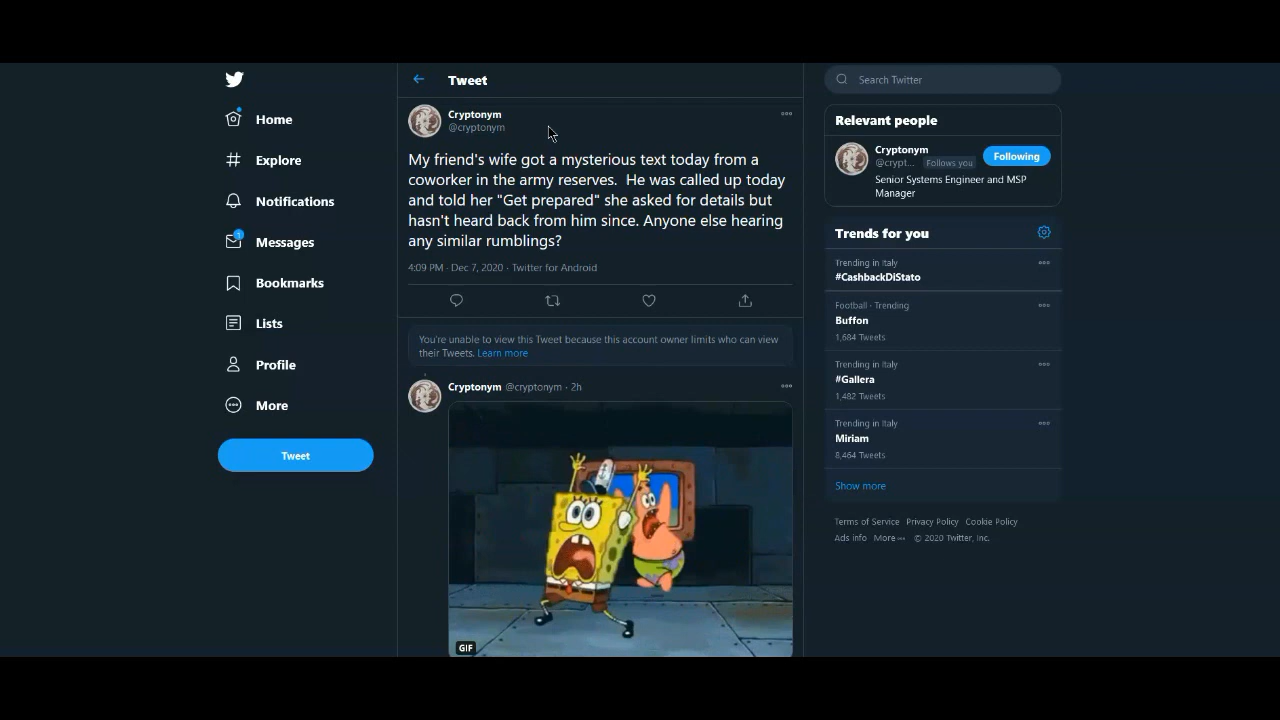 Home
Explore
Notifications
1
Messages
Bookmarks
Lists
Profile
More
Tweet
Tweet
Cryptonym
@cryptonym
My friend's wife got a mysterious text today from a
coworker in the army reserves.  He was called up today
and told her "Get prepared" she asked for details but
hasn't heard back from him since. Anyone else hearing
any similar rumblings?
4:09 PM · Dec 7, 2020 · Twitter for Android
You're unable to view this Tweet because this account owner limits who can view
their Tweets. Learn more
Cryptonym @cryptonym · 2h
GIF
Search Twitter
Relevant people
Cryptonym
@crypt... Follows you
Following
Senior Systems Engineer and MSP
Manager
Trends for you
Trending in Italy
#CashbackDiStato
Football · Trending
Buffon
1,684 Tweets
Trending in Italy
#Gallera
1,482 Tweets
Trending in Italy
Miriam
8,464 Tweets
Show more
Terms of Service Privacy Policy Cookie Policy
Ads info More ··· © 2020 Twitter, Inc.